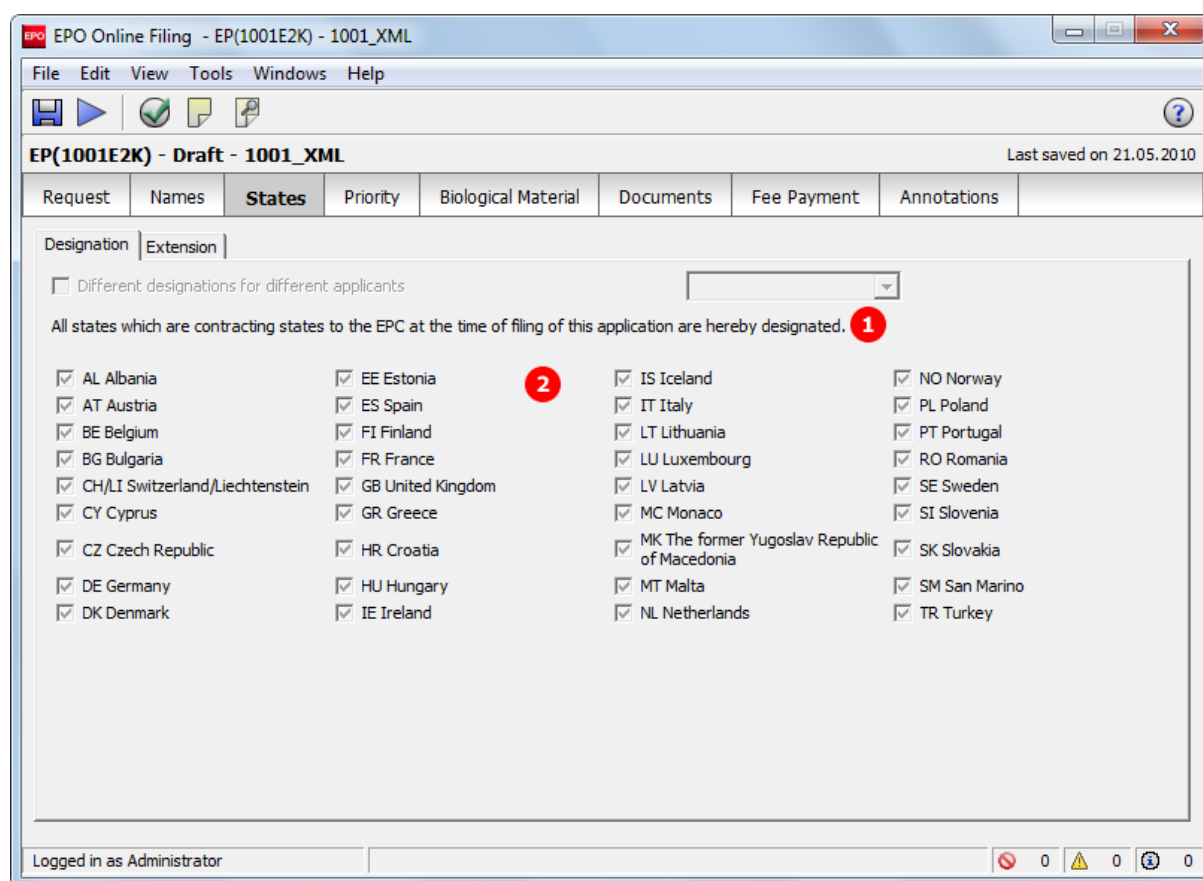 EPO EPO Online Filing - EP(1001E2K) - 1001_XML
File Edit View Tools Windows Help
EP(1001E2K) - Draft - 1001_XML Last saved on 21.05.2010
Request Names States Priority Biological Material Documents Fee Payment Annotations
Designation Extension
Different designations for different applicants
All states which are contracting states to the EPC at the time of filing of this application are hereby designated. 1
2
AL Albania EE Estonia IS Iceland NO Norway
AT Austria ES Spain IT Italy PL Poland
BE Belgium FI Finland LT Lithuania PT Portugal
BG Bulgaria FR France LU Luxembourg RO Romania
CH/LI Switzerland/Liechtenstein GB United Kingdom LV Latvia SE Sweden
CY Cyprus GR Greece MC Monaco SI Slovenia
CZ Czech Republic HR Croatia MK The former Yugoslav Republic of Macedonia SK Slovakia
DE Germany HU Hungary MT Malta SM San Marino
DK Denmark IE Ireland NL Netherlands TR Turkey
Logged in as Administrator 0 0 0